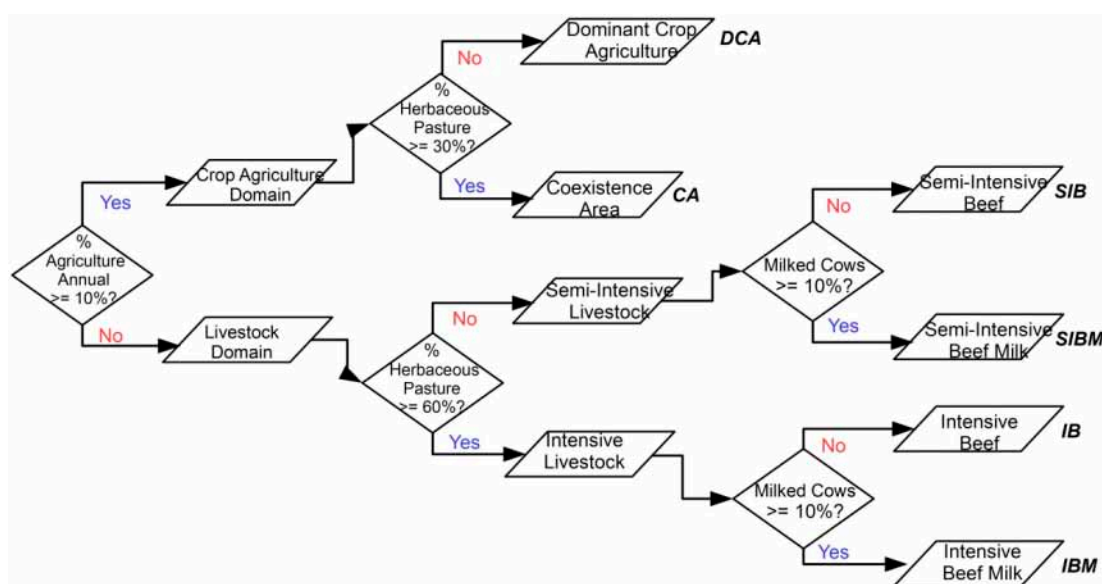 Dominant Crop
Agriculture
DCA
No
%
Herbaceous
Pasture
>= 30%?
Yes
Crop Agriculture
Domain
Yes
Coexistence
Area
CA
%
Agriculture
Annual
>= 10%?
No
Livestock
Domain
%
Herbaceous
Pasture
>= 60%?
No
Semi-Intensive
Livestock
Milked Cows
>= 10%?
No
Semi-Intensive
Beef
SIB
Yes
Semi-Intensive
Beef Milk
SIBM
Yes
Intensive
Livestock
Milked Cows
>= 10%?
No
Intensive
Beef
IB
Yes
Intensive
Beef Milk
IBM